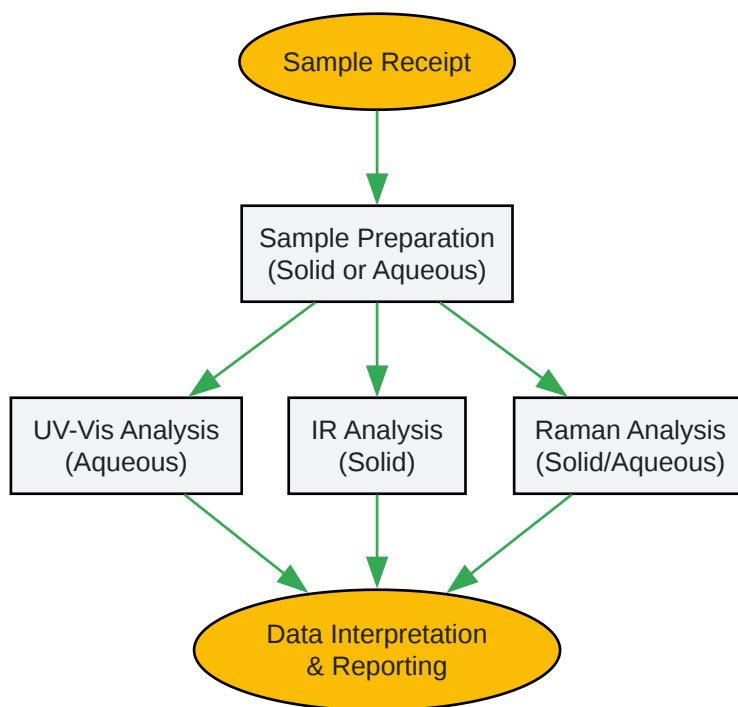 Sample Receipt
Sample Preparation
(Solid or Aqueous)
UV-Vis Analysis
(Aqueous)
IR Analysis
(Solid)
Raman Analysis
(Solid/Aqueous)
Data Interpretation
& Reporting